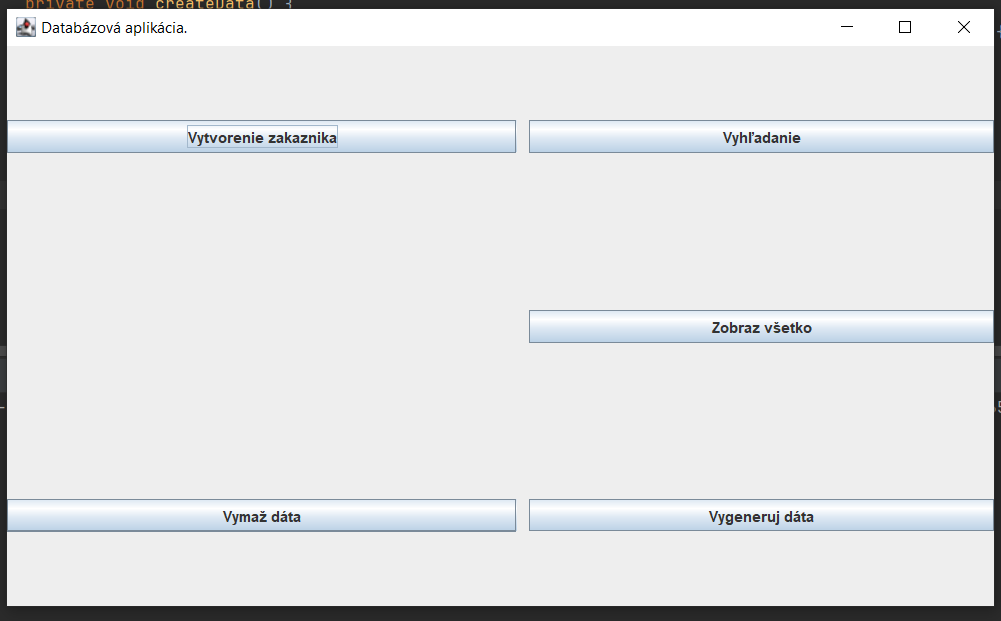 private void createData() {
Databázová aplikácia.
Vytvorenie zakaznika
Vyhľadanie
Zobraz všetko
Vymaž dáta
Vygeneruj dáta